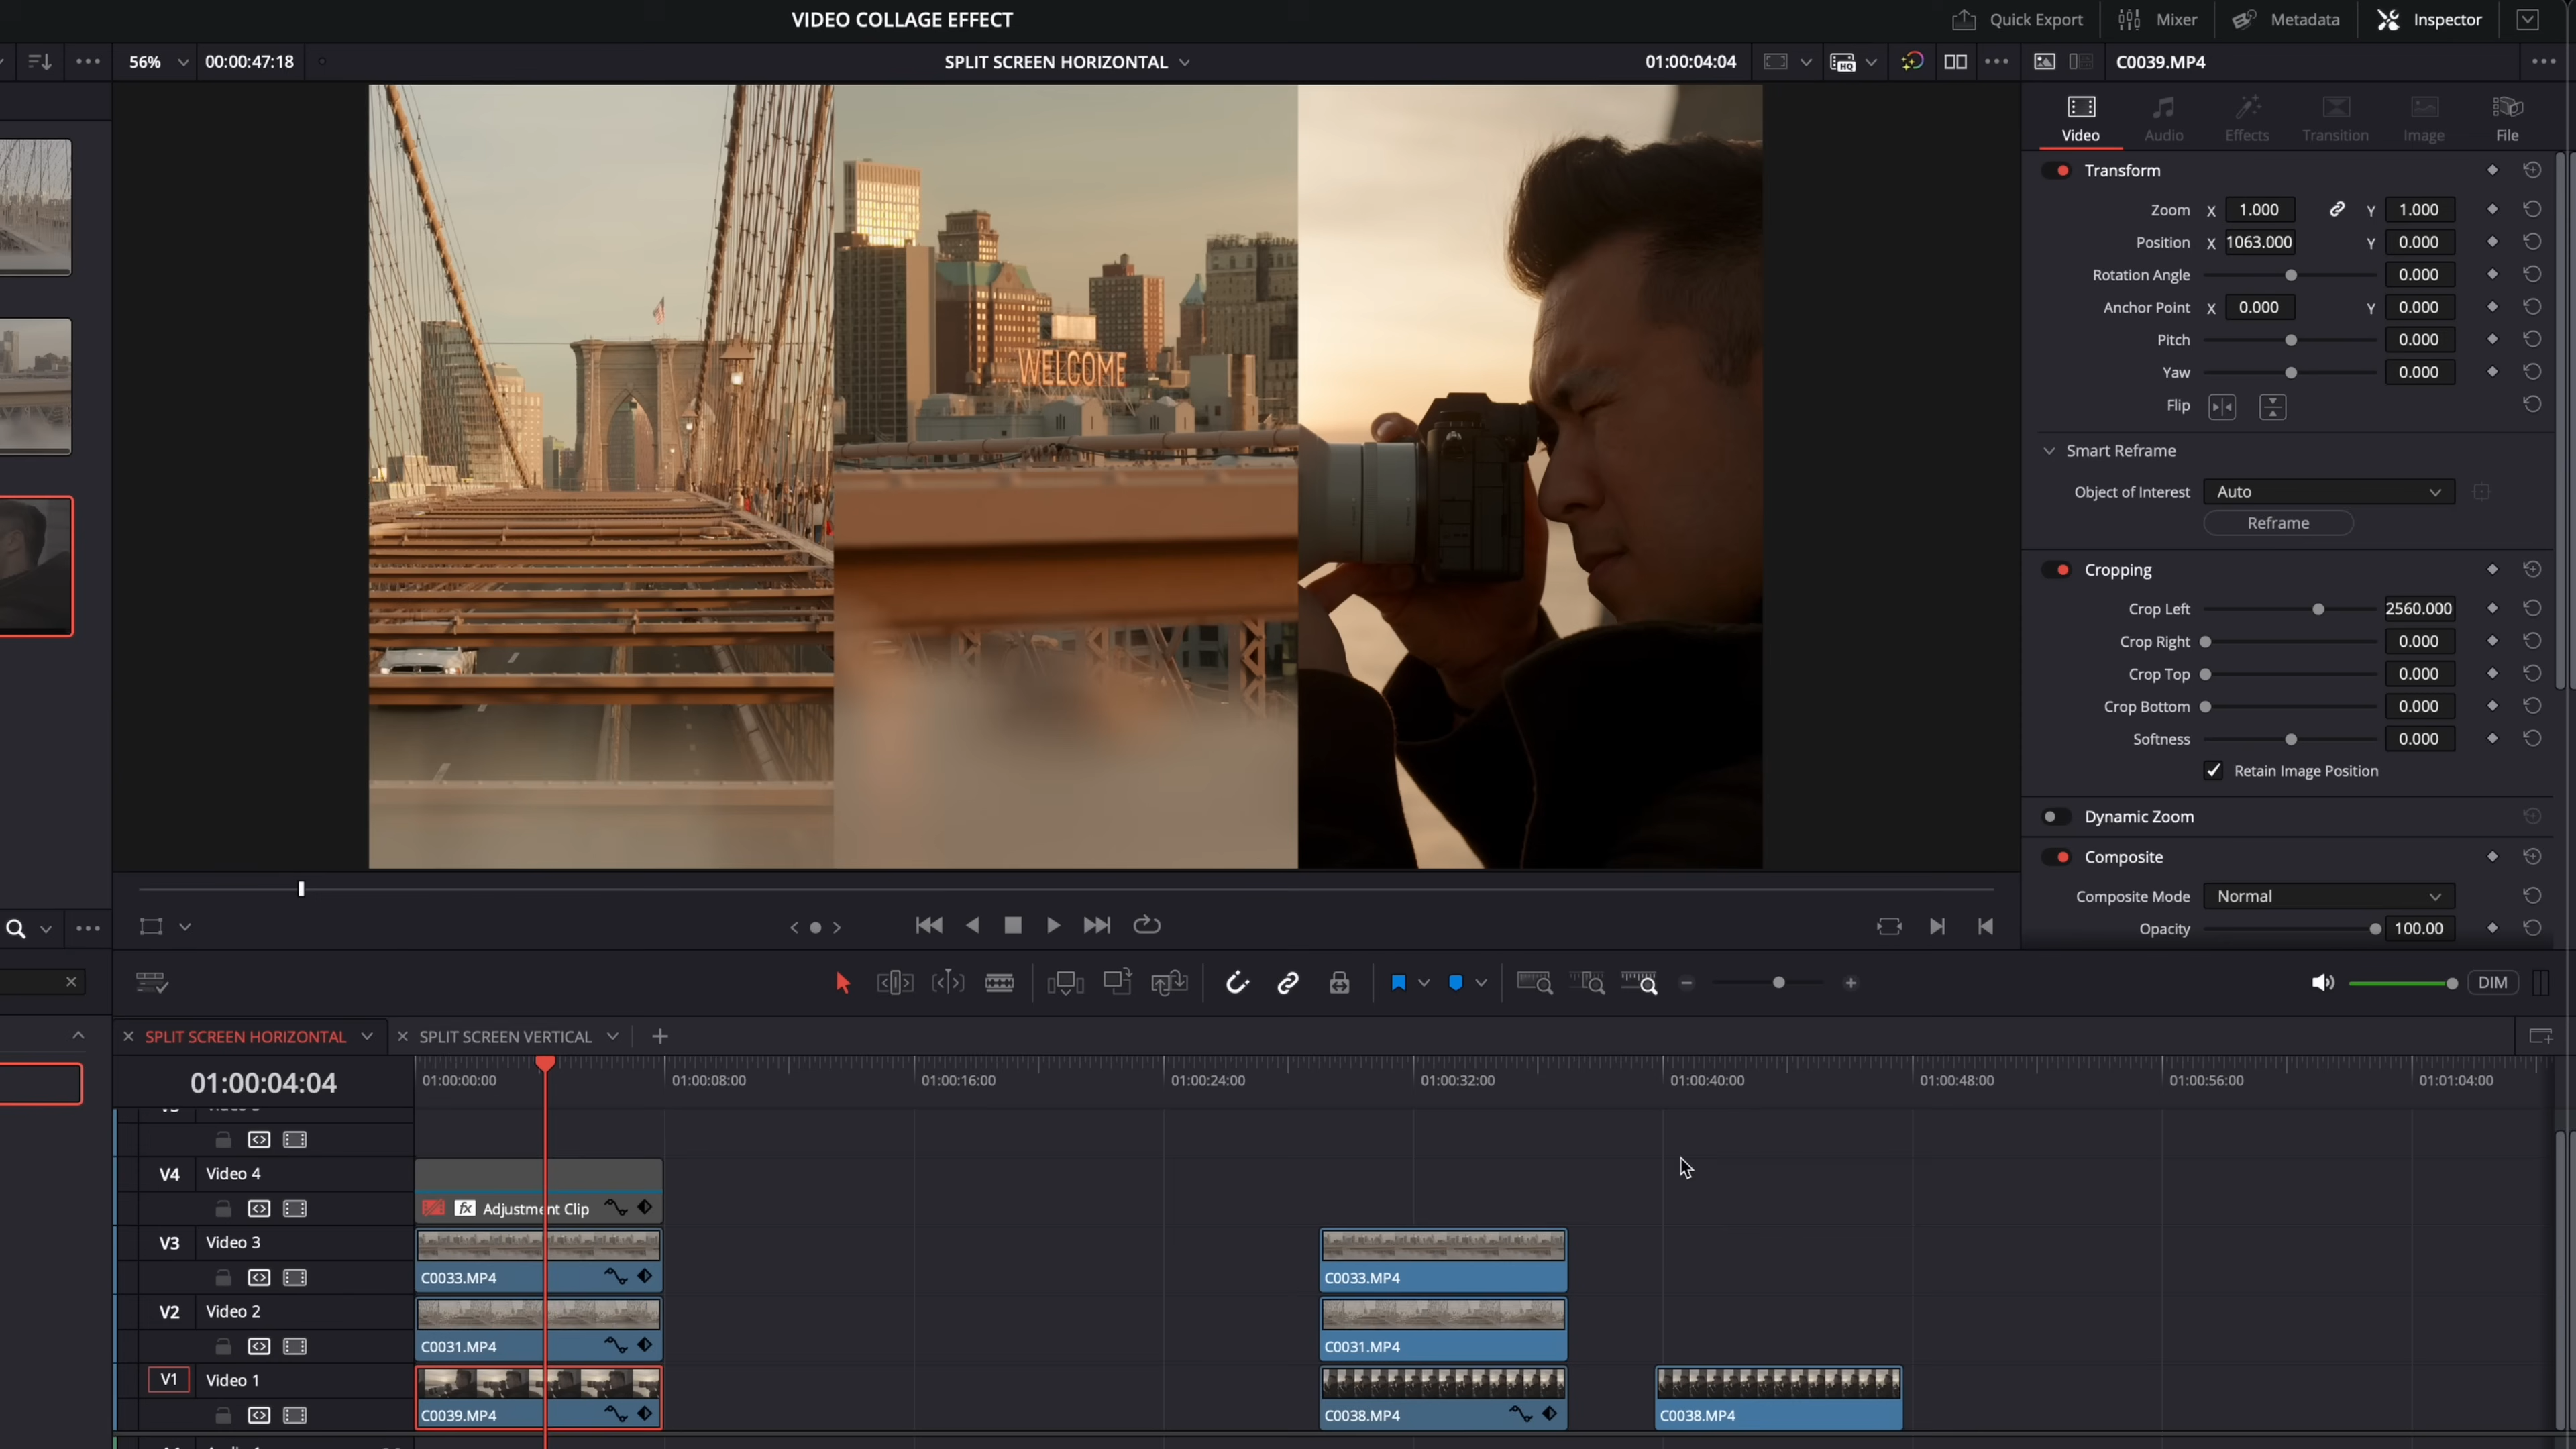 VIDEO COLLAGE EFFECT
Quick Export
Mixer
Metadata
Inspector
56%
00:00:47:18
SPLIT SCREEN HORIZONTAL
01:00:04:04
HQ
C0039.MP4
Video
Audio
Effects
Transition
Image
File
WELCOME
Transform
Zoom X 1.000 Y 1.000
Position X 1063.000 Y 0.000
Rotation Angle 0.000
Anchor Point X 0.000 Y 0.000
Pitch 0.000
Yaw 0.000
Flip
Smart Reframe
Object of Interest Auto
Reframe
Cropping
Crop Left 2560.000
Crop Right 0.000
Crop Top 0.000
Crop Bottom 0.000
Softness 0.000
Retain Image Position
Dynamic Zoom
Composite
Composite Mode Normal
Opacity 100.00
DIM
SPLIT SCREEN HORIZONTAL
SPLIT SCREEN VERTICAL
01:00:04:04
01:00:00:00 01:00:08:00 01:00:16:00 01:00:24:00 01:00:32:00 01:00:40:00 01:00:48:00 01:00:56:00 01:01:04:00
V4 Video 4
fx Adjustment Clip
V3 Video 3
C0033.MP4
C0033.MP4
V2 Video 2
C0031.MP4
C0031.MP4
V1 Video 1
C0039.MP4
C0038.MP4
C0038.MP4